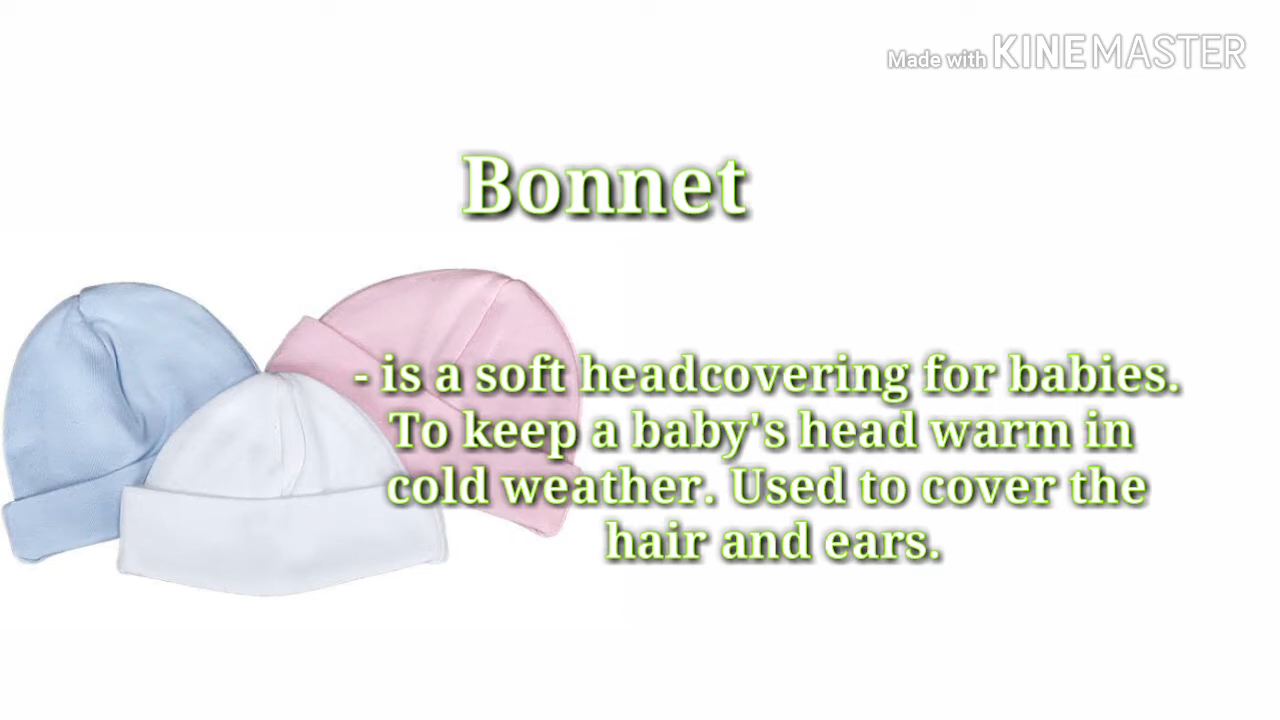 Made with KINEMASTER
Bonnet
- is a soft headcovering for babies.
To keep a baby's head warm in
cold weather. Used to cover the
hair and ears.